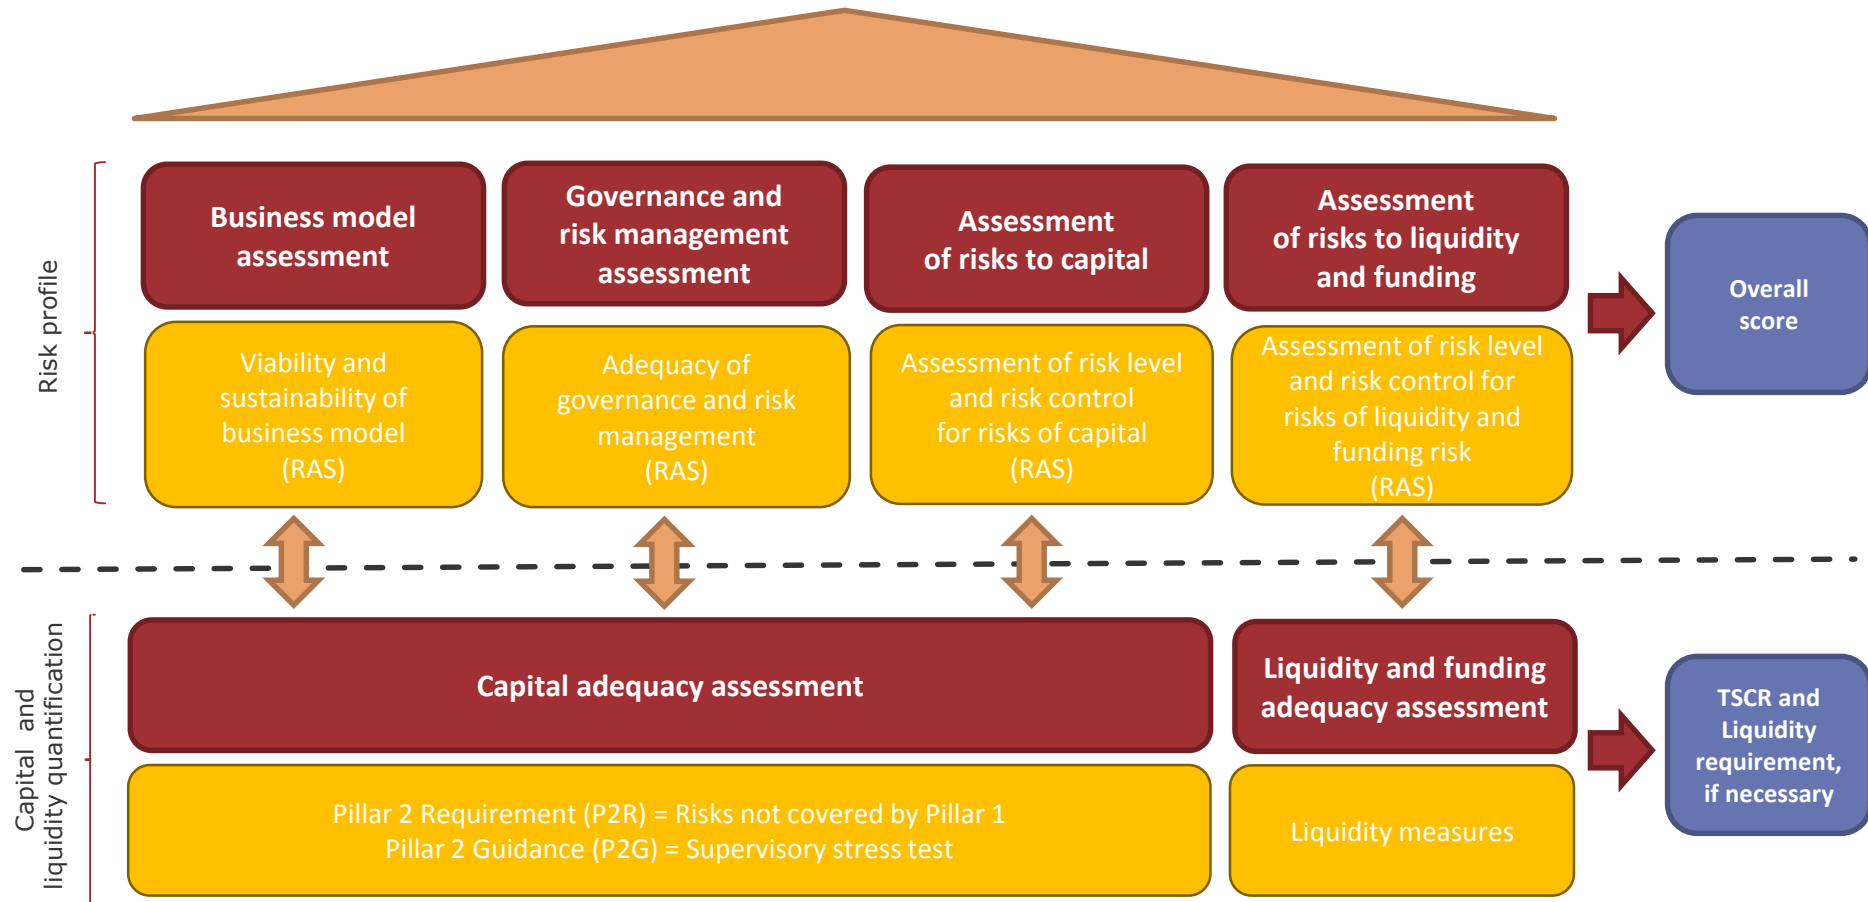 Risk profile
Business model
assessment
Governance and
risk management
assessment
Assessment
of risks to capital
Assessment
of risks to liquidity
and funding
Overall
score
Viability and
sustainability of
business model
(RAS)
Adequacy of
governance and risk
management
(RAS)
Assessment of risk level
and risk control
for risks of capital
(RAS)
Assessment of risk level
and risk control for
risks of liquidity and
funding risk
(RAS)
Capital and
liquidity quantification
Capital adequacy assessment
Liquidity and funding
adequacy assessment
TSCR and
Liquidity
requirement,
if necessary
Pillar 2 Requirement (P2R) = Risks not covered by Pillar 1
Pillar 2 Guidance (P2G) = Supervisory stress test
Liquidity measures